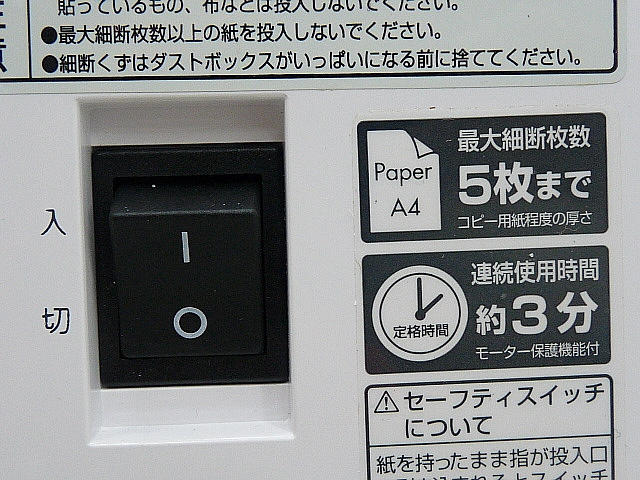 貼っているもの、布などは投入しないでください。
●最大細断枚数以上の紙を投入しないでください。
●細断くずはダストボックスがいっぱいになる前に捨ててください。
入
切
Paper
A4
最大細断枚数
5枚まで
コピー用紙程度の厚さ
定格時間
連続使用時間
約3分
モーター保護機能付
セーフティスイッチ
について
紙を持ったまま指が投入口